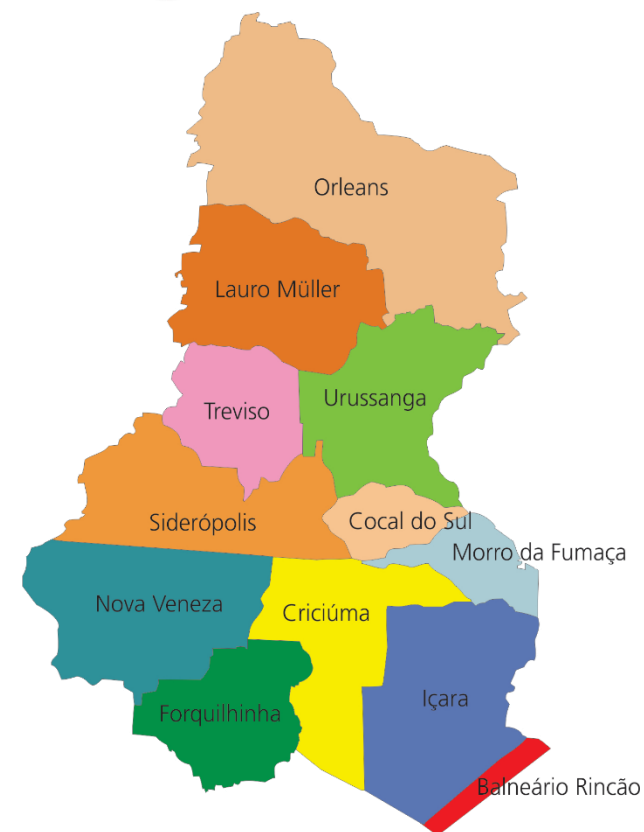 Orleans
Lauro Müller
Urussanga
Treviso
Siderópolis
Cocal do Sul
Morro da Fumaça
Nova Veneza
Criciúma
Içara
Forquilhinha
Balneário Rincão